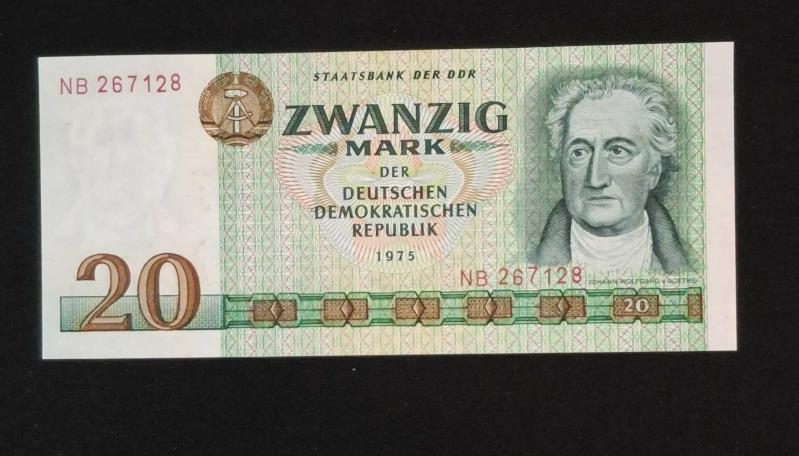 NB 267128
STAATSBANK DER DDR
ZWANZIG
MARK
DER
DEUTSCHEN
DEMOKRATISCHEN
REPUBLIK
1975
NB 267128
JOHANN WOLFGANG v. GOETHE
20
20